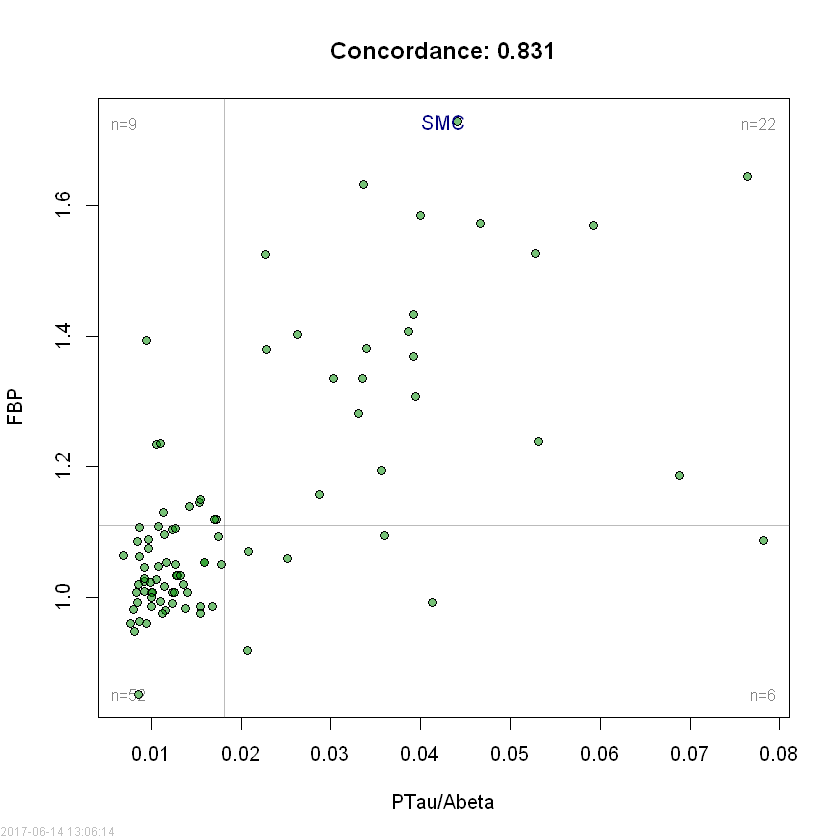 Concordance: 0.831
n=9
SMC
n=22
FBP
1.6
1.4
1.2
1.0
n=52
n=6
0.01 0.02 0.03 0.04 0.05 0.06 0.07 0.08
PTau/Abeta
2017-06-14 13:06:14